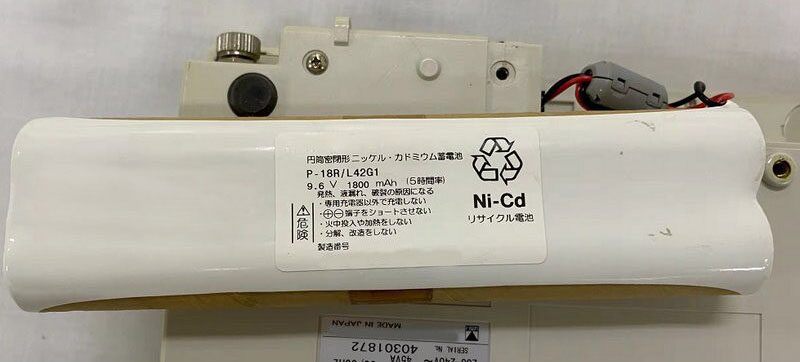 円筒密閉形ニッケル・カドミウム蓄電池
P-18R/L42G1
9.6 V 1800 mAh (5時間率)
発熱、液漏れ、破裂の原因になる
・専用充電器以外で充電しない
・⊕⊖端子をショートさせない
・火中投入や加熱をしない
・分解、改造をしない
⚠危険
製造番号
Ni-Cd
リサイクル電池
MADE IN JAPAN
SERIAL No.
40301872
45VA